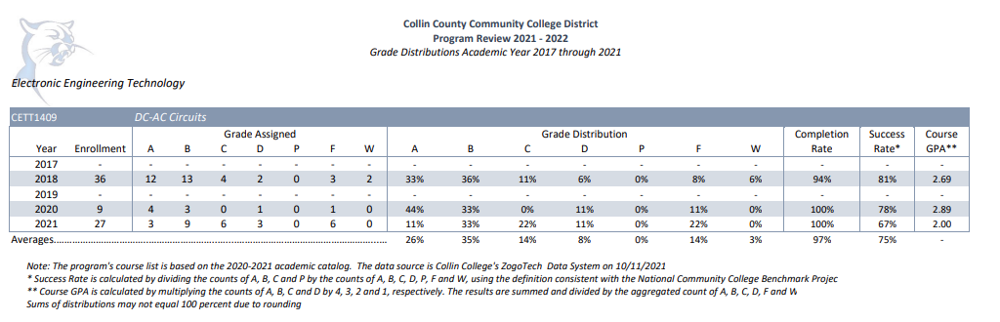 Collin County Community College District
Program Review 2021 - 2022
Grade Distributions Academic Year 2017 through 2021
Electronic Engineering Technology
CETT1409 DC-AC Circuits
Grade Assigned Grade Distribution Completion Success Course
Year Enrollment A B C D P F W A B C D P F W Rate Rate* GPA**
2017 - - - - - - - - - - - - - - - - - -
2018 36 12 13 4 2 0 3 2 33% 36% 11% 6% 0% 8% 6% 94% 81% 2.69
2019 - - - - - - - - - - - - - - - - - -
2020 9 4 3 0 1 0 1 0 44% 33% 0% 11% 0% 11% 0% 100% 78% 2.89
2021 27 3 9 6 3 0 6 0 11% 33% 22% 11% 0% 22% 0% 100% 67% 2.00
Averages........................................................................................................ 26% 35% 14% 8% 0% 14% 3% 97% 75% -
Note: The program's course list is based on the 2020-2021 academic catalog. The data source is Collin College's ZogoTech Data System on 10/11/2021
* Success Rate is calculated by dividing the counts of A, B, C and P by the counts of A, B, C, D, P, F and W, using the definition consistent with the National Community College Benchmark Projec
** Course GPA is calculated by multiplying the counts of A, B, C and D by 4, 3, 2 and 1, respectively. The results are summed and divided by the aggregated count of A, B, C, D, F and W
Sums of distributions may not equal 100 percent due to rounding